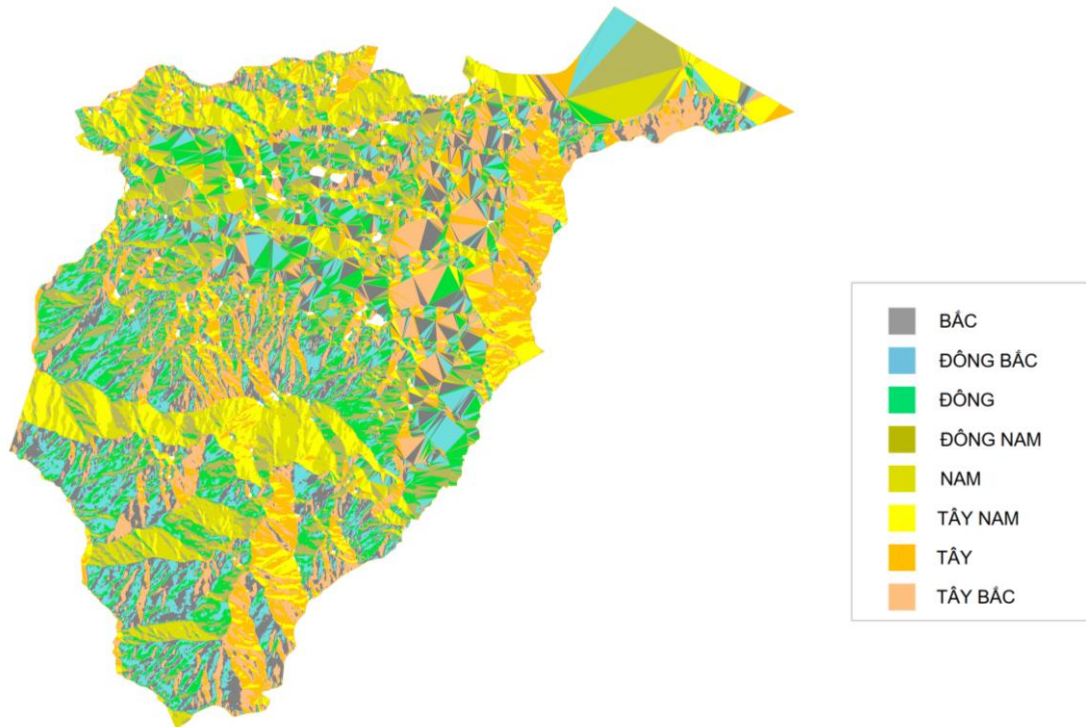 BẮC
ĐÔNG BẮC
ĐÔNG
ĐÔNG NAM
NAM
TÂY NAM
TÂY
TÂY BẮC